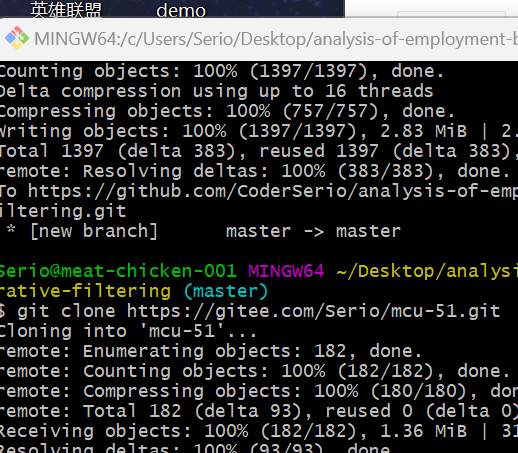 英雄联盟 demo
MINGW64:/c/Users/Serio/Desktop/analysis-of-employment-b
Counting objects: 100% (1397/1397), done.
Delta compression using up to 16 threads
Compressing objects: 100% (757/757), done.
Writing objects: 100% (1397/1397), 2.83 MiB | 2.
Total 1397 (delta 383), reused 1397 (delta 383),
remote: Resolving deltas: 100% (383/383), done.
To https://github.com/CoderSerio/analysis-of-emp
iltering.git
* [new branch] master -> master
Serio@meat-chicken-001 MINGW64 ~/Desktop/analysi
rative-filtering (master)
$ git clone https://gitee.com/Serio/mcu-51.git
Cloning into 'mcu-51'...
remote: Enumerating objects: 182, done.
remote: Counting objects: 100% (182/182), done.
remote: Compressing objects: 100% (180/180), don
remote: Total 182 (delta 93), reused 0 (delta 0)
Receiving objects: 100% (182/182), 1.36 MiB | 31
Resolving deltas: 100% (93/93), done.